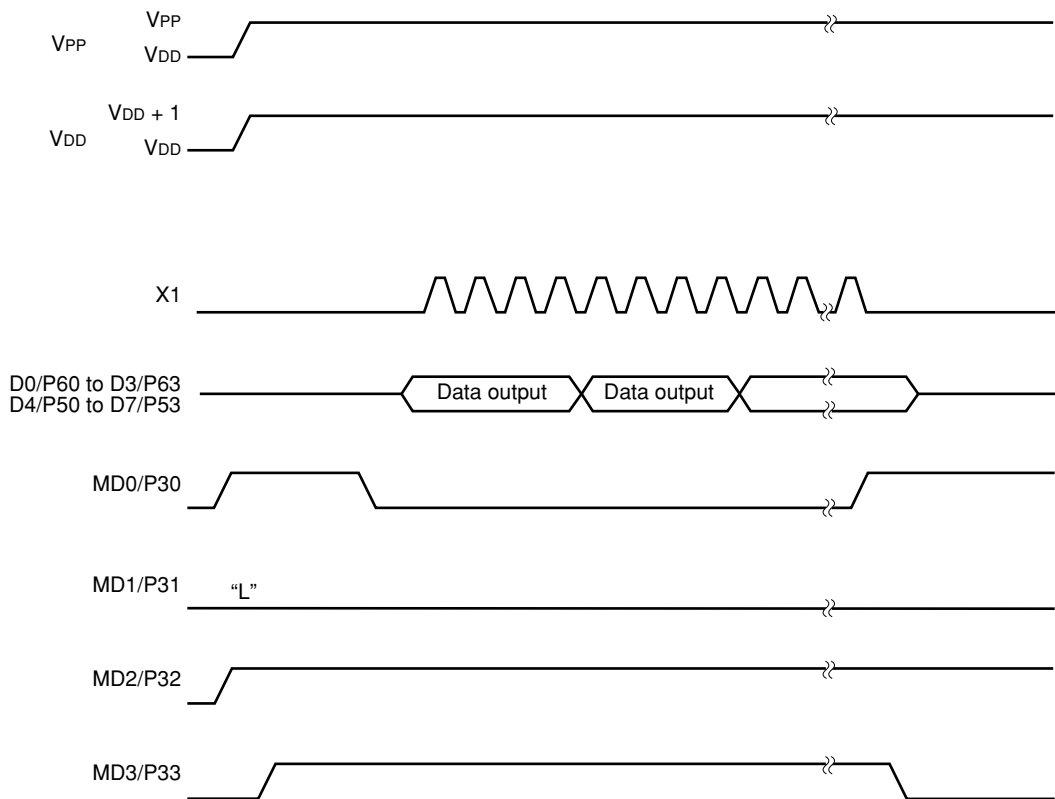 VPP
VPP
VDD
VDD + 1
VDD
VDD
X1
D0/P60 to D3/P63
D4/P50 to D7/P53
Data output
Data output
MD0/P30
MD1/P31
“L”
MD2/P32
MD3/P33